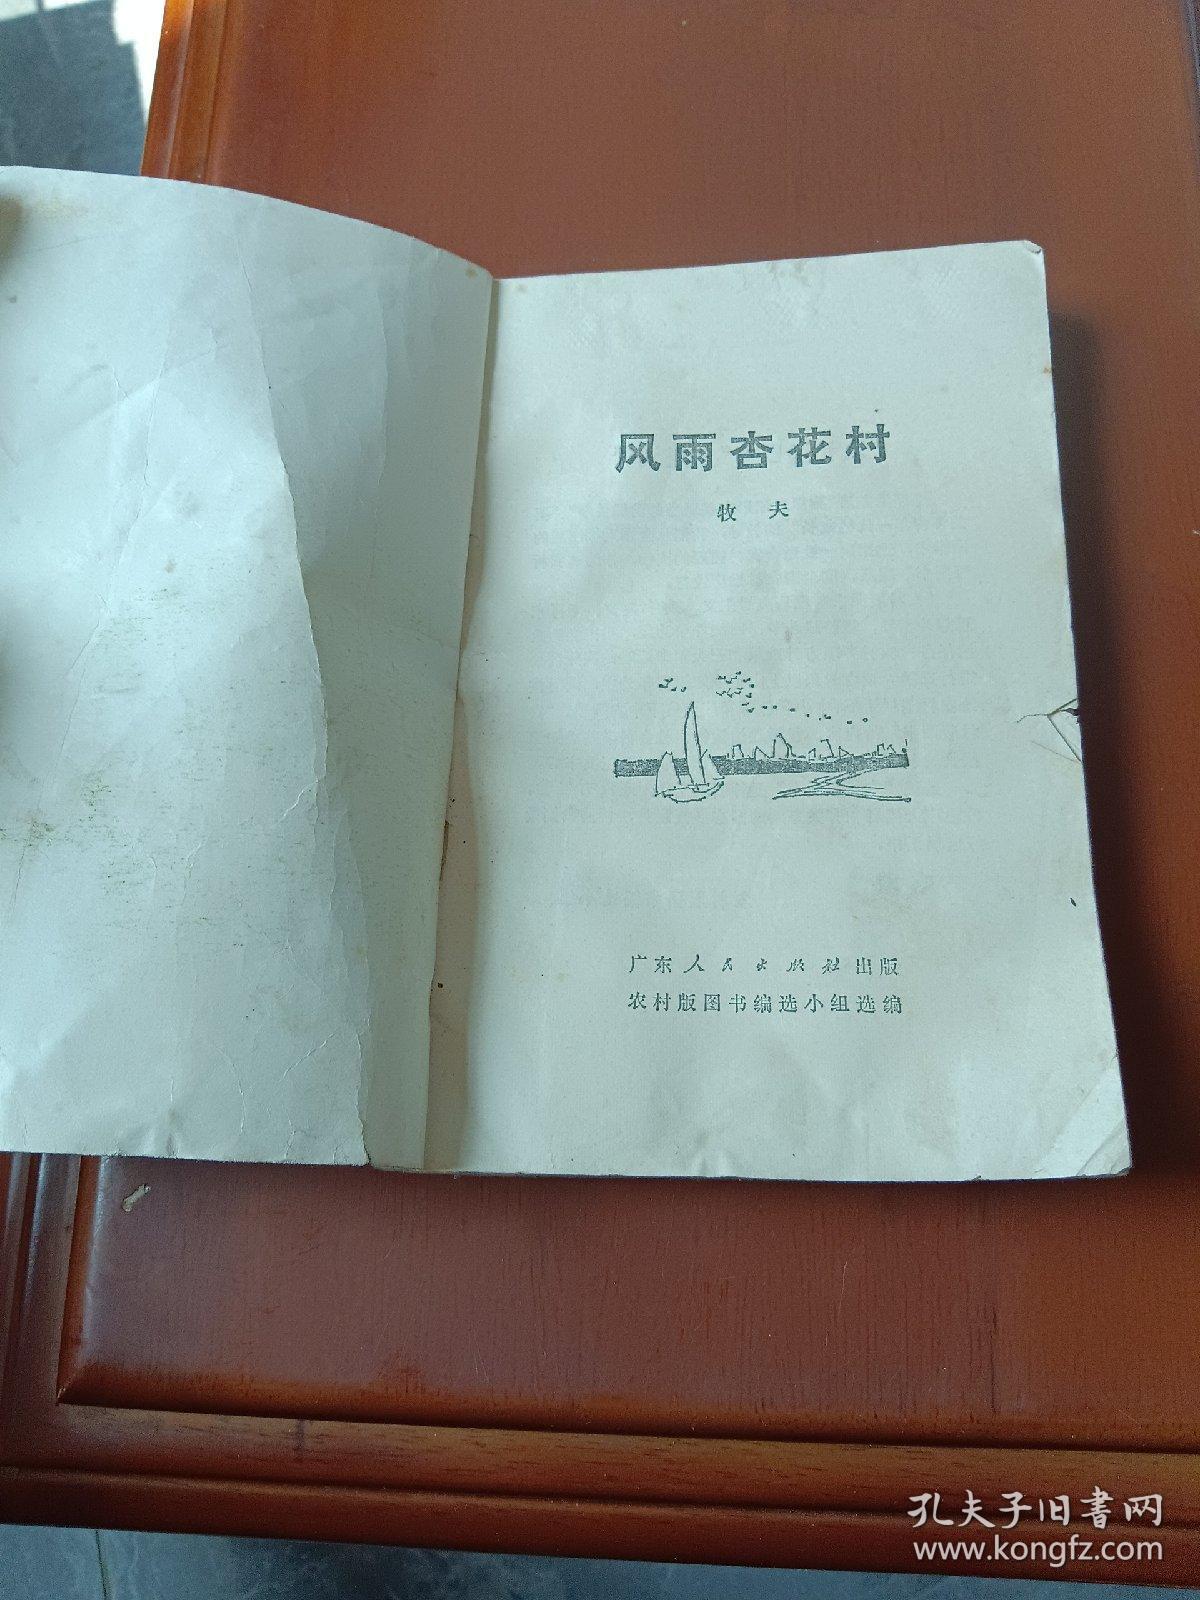 风雨杏花村
牧 夫
广东人民出版社出版
农村版图书编选小组选编
孔夫子旧书网
www.kongfz.com